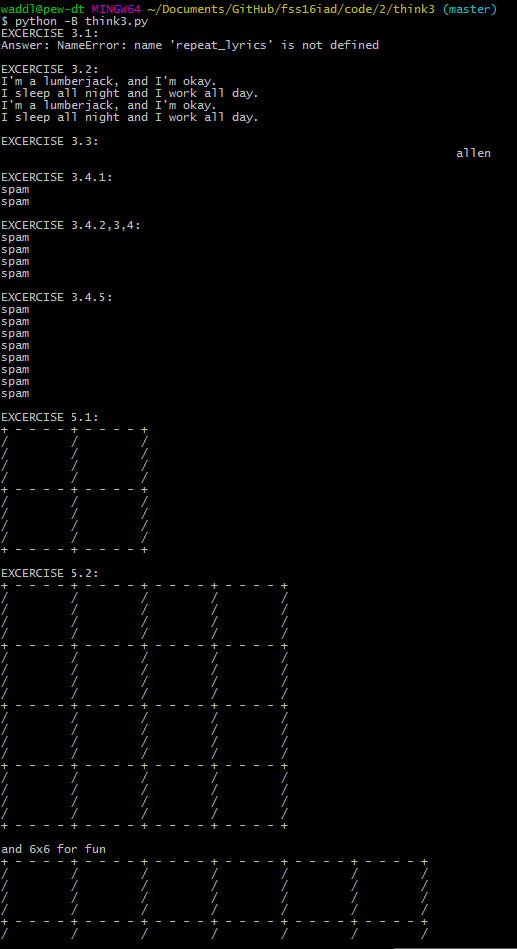 waddl@pew-dt MINGW64 ~/Documents/GitHub/fss16iad/code/2/think3 (master)
$ python -B think3.py
EXCERCISE 3.1:
Answer: NameError: name 'repeat_lyrics' is not defined

EXCERCISE 3.2:
I'm a lumberjack, and I'm okay.
I sleep all night and I work all day.
I'm a lumberjack, and I'm okay.
I sleep all night and I work all day.

EXCERCISE 3.3:
                                                                 allen

EXCERCISE 3.4.1:
spam
spam

EXCERCISE 3.4.2,3,4:
spam
spam
spam
spam

EXCERCISE 3.4.5:
spam
spam
spam
spam
spam
spam
spam
spam

EXCERCISE 5.1:
+ - - - - + - - - - +
/         /         /
/         /         /
/         /         /
/         /         /
+ - - - - + - - - - +
/         /         /
/         /         /
/         /         /
/         /         /
+ - - - - + - - - - +

EXCERCISE 5.2:
+ - - - - + - - - - + - - - - + - - - - +
/         /         /         /         /
/         /         /         /         /
/         /         /         /         /
/         /         /         /         /
+ - - - - + - - - - + - - - - + - - - - +
/         /         /         /         /
/         /         /         /         /
/         /         /         /         /
/         /         /         /         /
+ - - - - + - - - - + - - - - + - - - - +
/         /         /         /         /
/         /         /         /         /
/         /         /         /         /
/         /         /         /         /
+ - - - - + - - - - + - - - - + - - - - +
/         /         /         /         /
/         /         /         /         /
/         /         /         /         /
/         /         /         /         /
+ - - - - + - - - - + - - - - + - - - - +

and 6x6 for fun
+ - - - - + - - - - + - - - - + - - - - + - - - - + - - - - +
/         /         /         /         /         /         /
/         /         /         /         /         /         /
/         /         /         /         /         /         /
/         /         /         /         /         /         /
+ - - - - + - - - - + - - - - + - - - - + - - - - + - - - - +
/         /         /         /         /         /         /